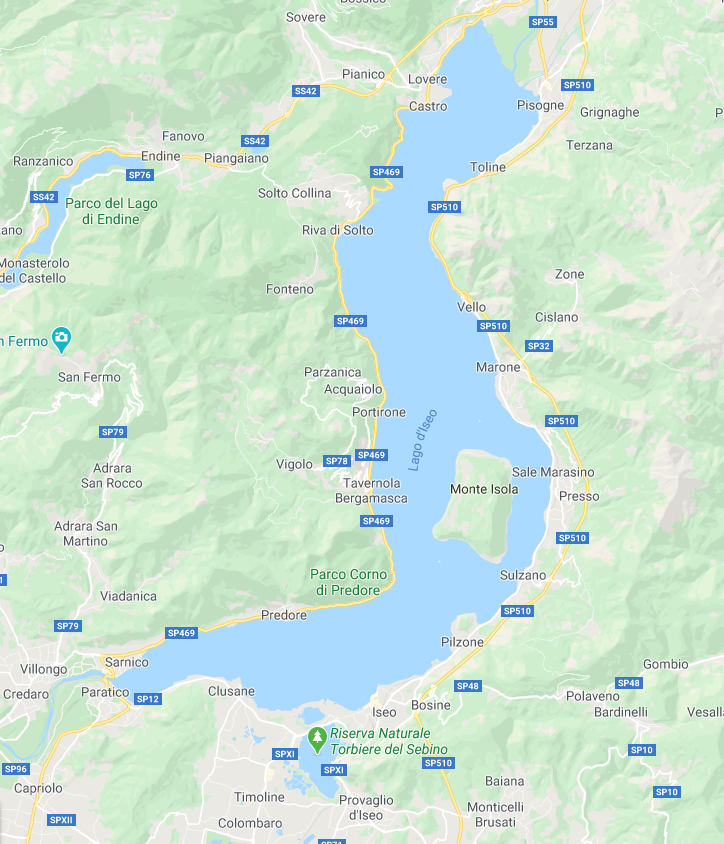 Sovere
SP55
Pianico
Lovere
SS42
SP510
Castro
Pisogne
Grignaghe
Fanovo
SS42
Terzana
Ranzanico
Endine
Piangaiano
Toline
SP76
SP469
SS42
Solto Collina
Parco del Lago
di Endine
SP510
Riva di Solto
Monasterolo
del Castello
Zone
Fonteno
Vello
SP469
Cislano
SP510
n Fermo
SP32
San Fermo
Parzanica
Marone
Acquaiolo
Portirone
SP510
SP79
Lago d'Iseo
SP469
SP78
Vigolo
Adrara
San Rocco
Sale Marasino
Tavernola
Bergamasca
Monte Isola
Presso
SP469
Adrara San
Martino
SP510
Parco Corno
di Predore
Sulzano
Viadanica
Predore
SP510
SP79
SP469
Pilzone
Villongo
Sarnico
Gombio
SP48
SP48
Credaro
Paratico
SP12
Clusane
Polaveno
Iseo
Bosine
Bardinelli
Vesalla
Riserva Naturale
Torbiere del Sebino
SPXI
SP10
SP510
SPXI
SP96
Baiana
Capriolo
SP10
Timoline
Provaglio
d'Iseo
Monticelli
Brusati
SPXII
Colombaro